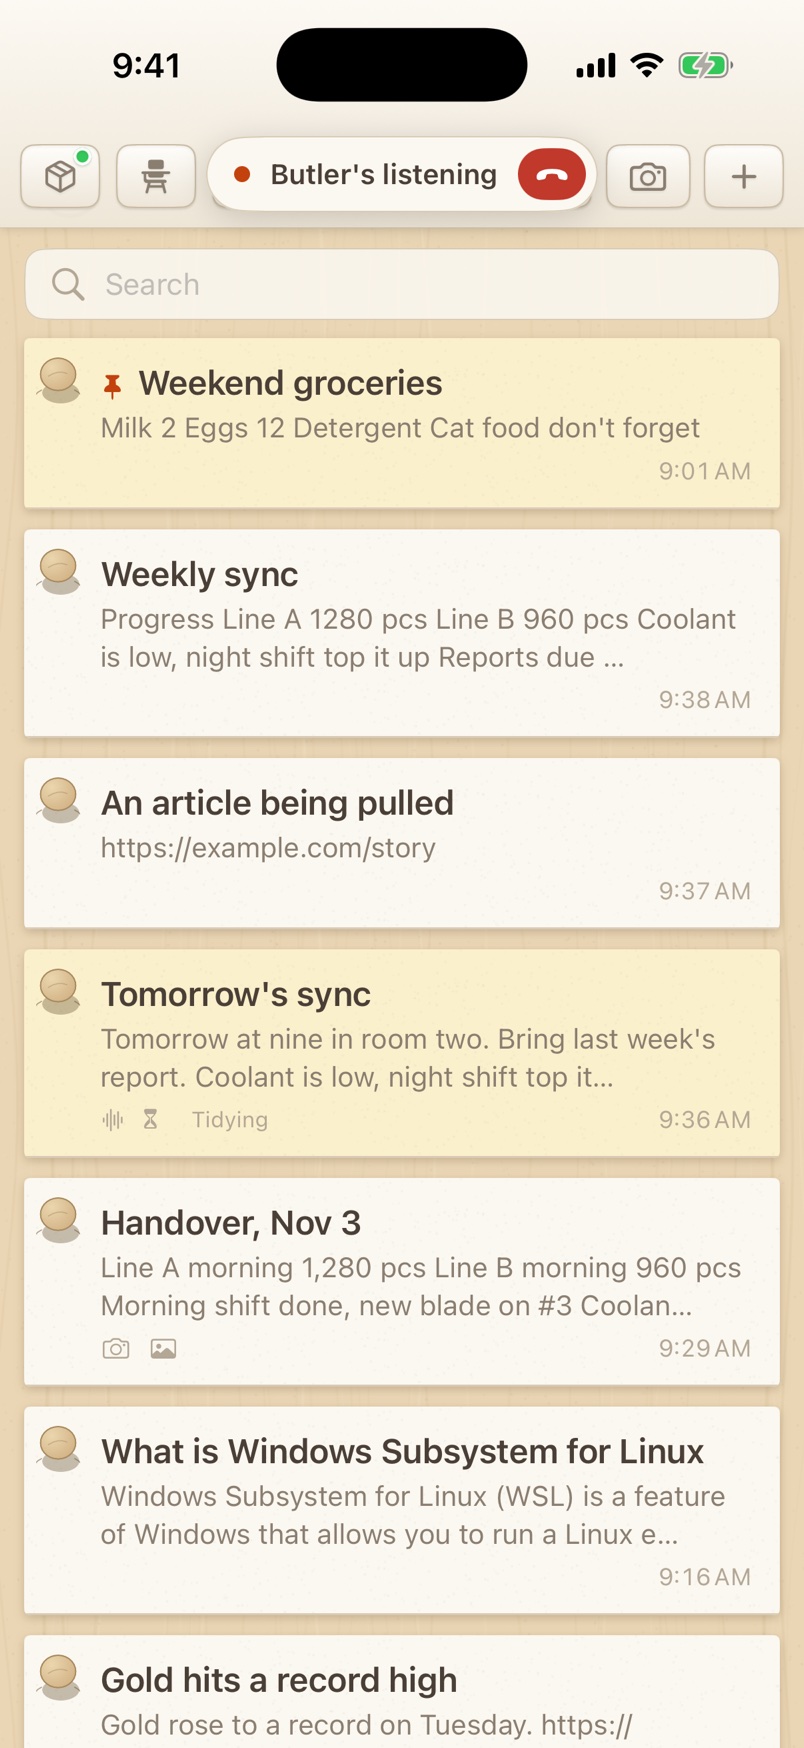 9:41
Butler's listening
Search
Weekend groceries
Milk 2 Eggs 12 Detergent Cat food don't forget
9:01 AM
Weekly sync
Progress Line A 1280 pcs Line B 960 pcs Coolant
is low, night shift top it up Reports due ...
9:38 AM
An article being pulled
https://example.com/story
9:37 AM
Tomorrow's sync
Tomorrow at nine in room two. Bring last week's
report. Coolant is low, night shift top it...
Tidying
9:36 AM
Handover, Nov 3
Line A morning 1,280 pcs Line B morning 960 pcs
Morning shift done, new blade on #3 Coolan...
9:29 AM
What is Windows Subsystem for Linux
Windows Subsystem for Linux (WSL) is a feature
of Windows that allows you to run a Linux e...
9:16 AM
Gold hits a record high
Gold rose to a record on Tuesday. https://